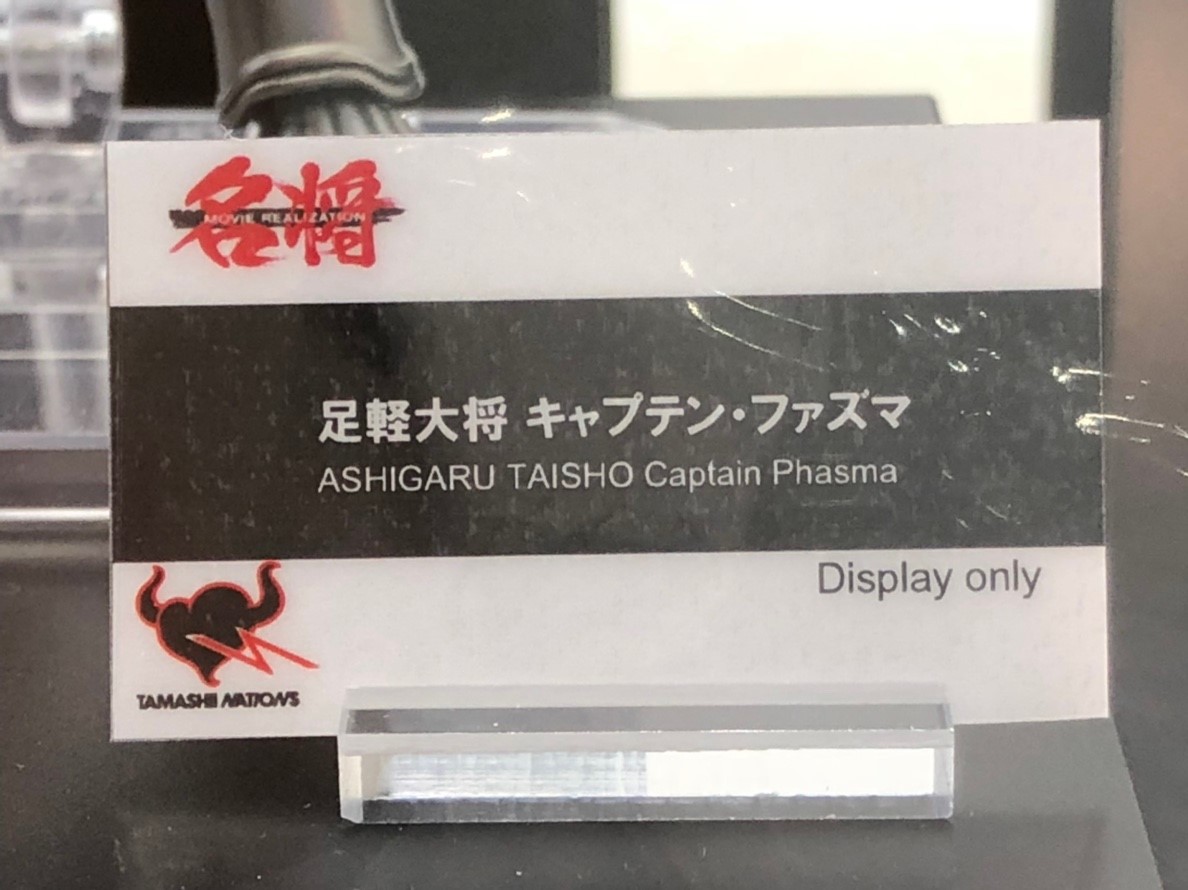 名将
MOVIE REALIZATION
足軽大将 キャプテン・ファズマ
ASHIGARU TAISHO Captain Phasma
Display only
TAMASHII NATIONS